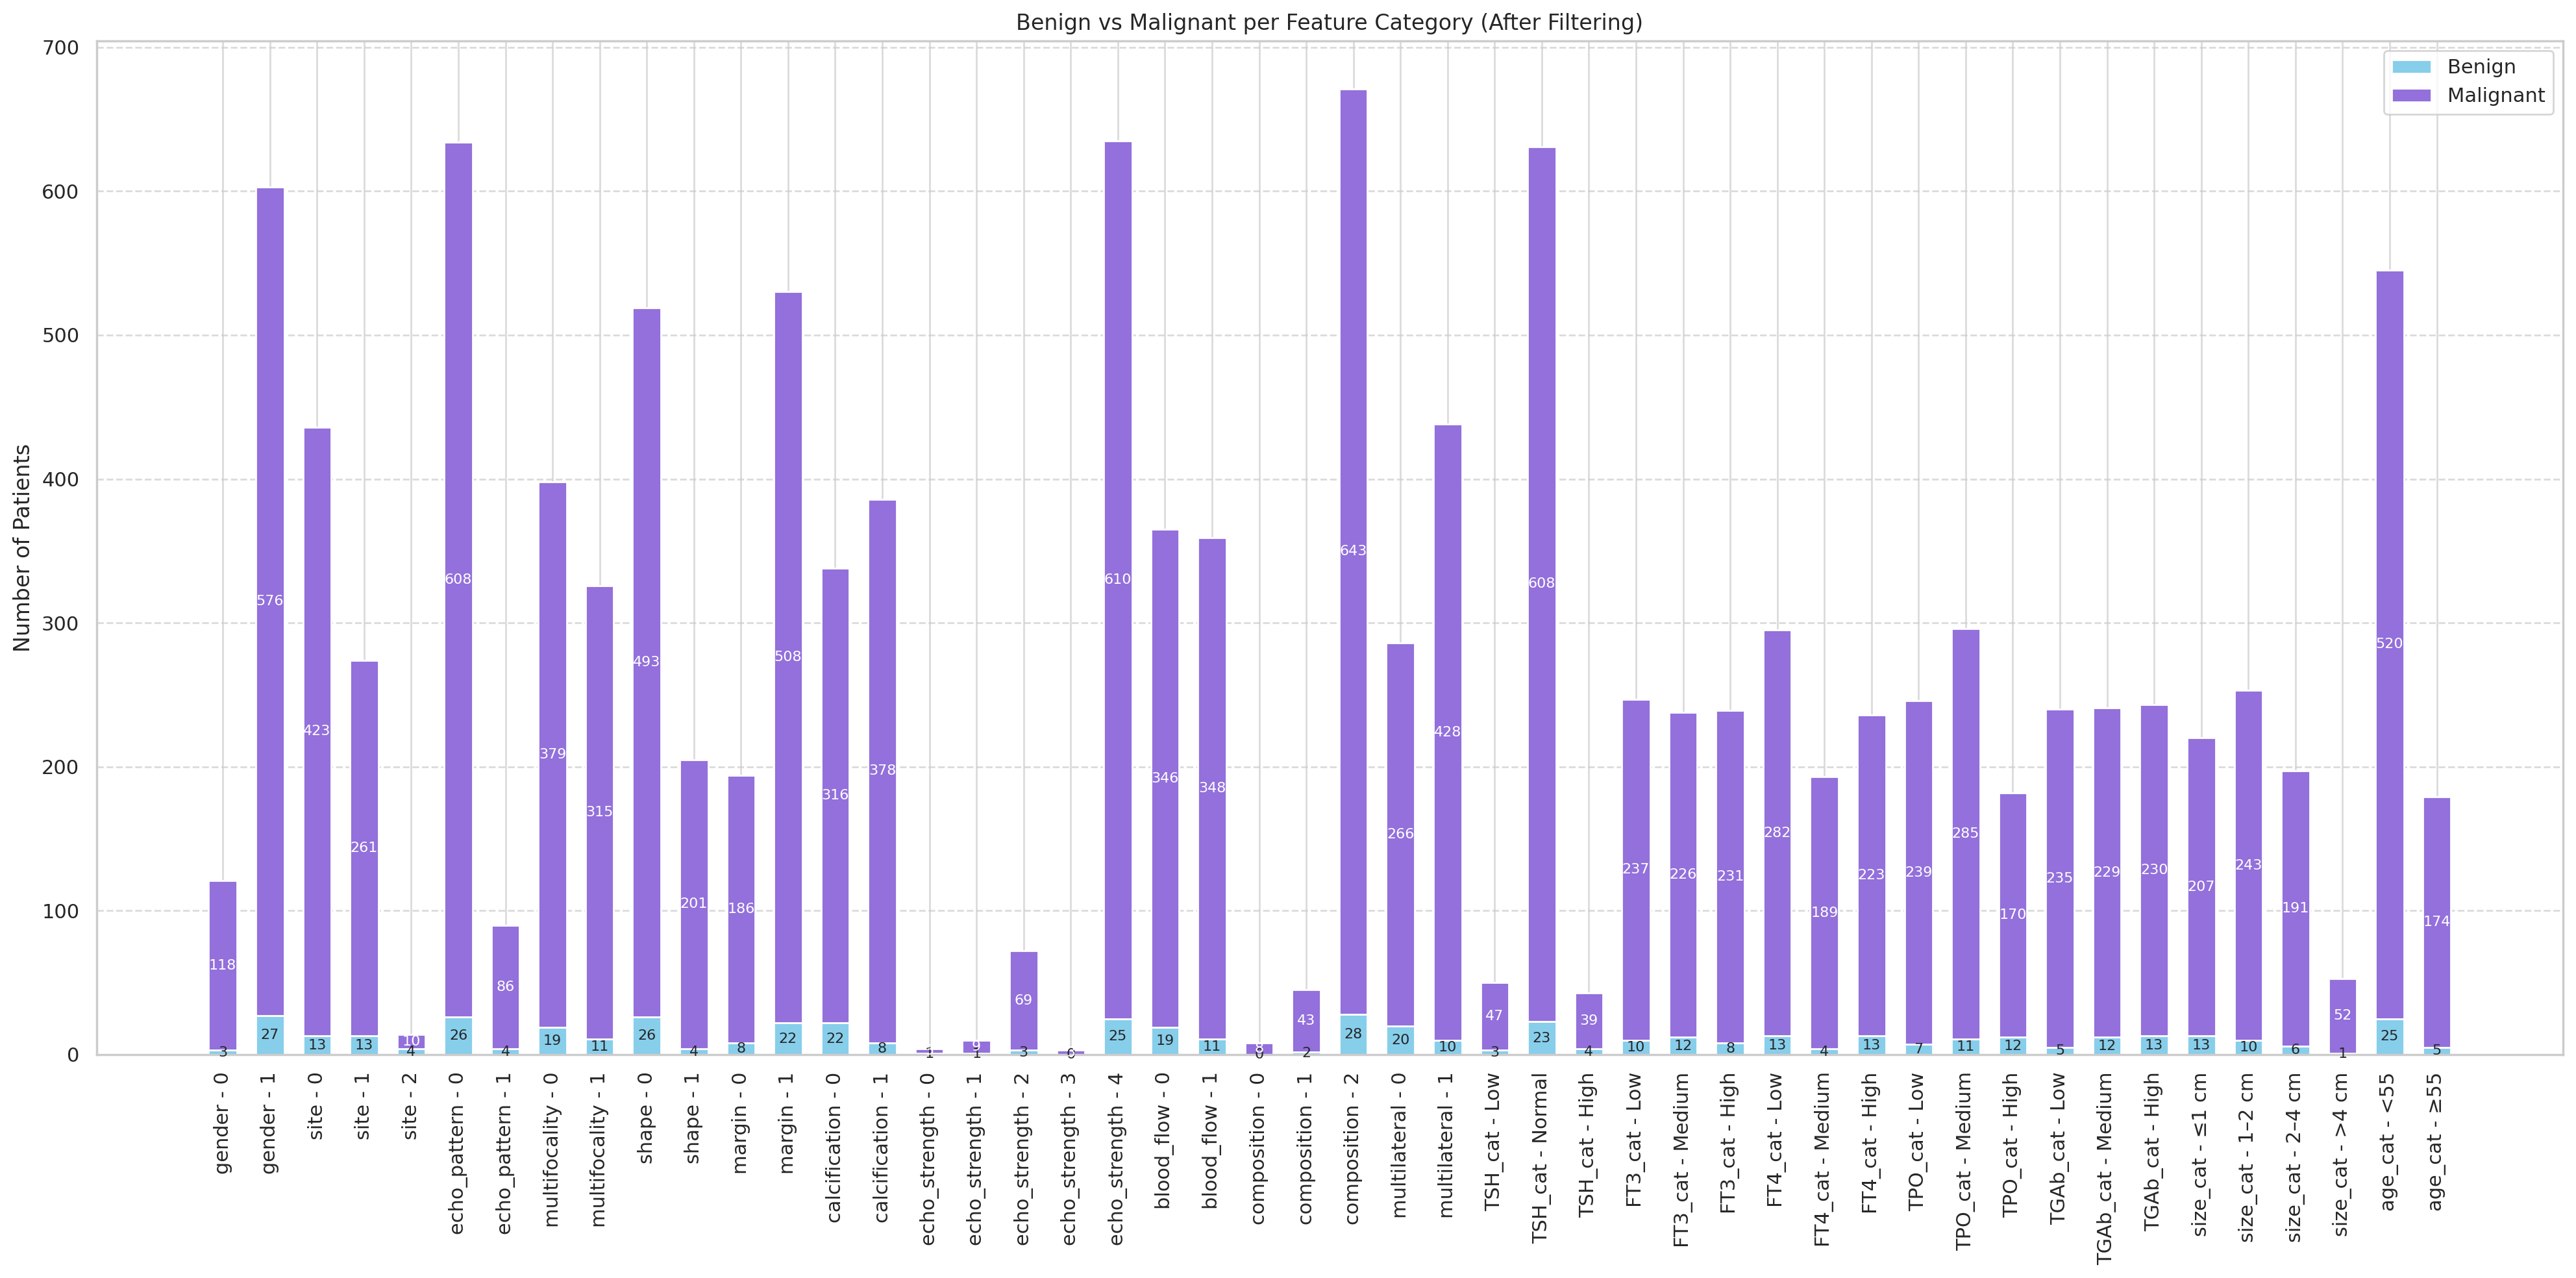 Benign vs Malignant per Feature Category (After Filtering)
Benign
Malignant
Number of Patients
700
600
500
400
300
200
100
0
118
3
576
27
423
13
261
13
10
4
608
26
86
4
379
19
315
11
493
26
201
4
186
8
508
22
316
22
378
8
1
9
1
69
3
0
610
25
346
19
348
11
8
0
43
2
643
28
266
20
428
10
47
3
608
23
39
4
237
10
226
12
231
8
282
13
189
4
223
13
239
7
285
11
170
12
235
5
229
12
230
13
207
13
243
10
191
6
52
1
520
25
174
5
gender - 0
gender - 1
site - 0
site - 1
site - 2
echo_pattern - 0
echo_pattern - 1
multifocality - 0
multifocality - 1
shape - 0
shape - 1
margin - 0
margin - 1
calcification - 0
calcification - 1
echo_strength - 0
echo_strength - 1
echo_strength - 2
echo_strength - 3
echo_strength - 4
blood_flow - 0
blood_flow - 1
composition - 0
composition - 1
composition - 2
multilateral - 0
multilateral - 1
TSH_cat - Low
TSH_cat - Normal
TSH_cat - High
FT3_cat - Low
FT3_cat - Medium
FT3_cat - High
FT4_cat - Low
FT4_cat - Medium
FT4_cat - High
TPO_cat - Low
TPO_cat - Medium
TPO_cat - High
TGAb_cat - Low
TGAb_cat - Medium
TGAb_cat - High
size_cat - ≤1 cm
size_cat - 1–2 cm
size_cat - 2–4 cm
size_cat - >4 cm
age_cat - <55
age_cat - ≥55